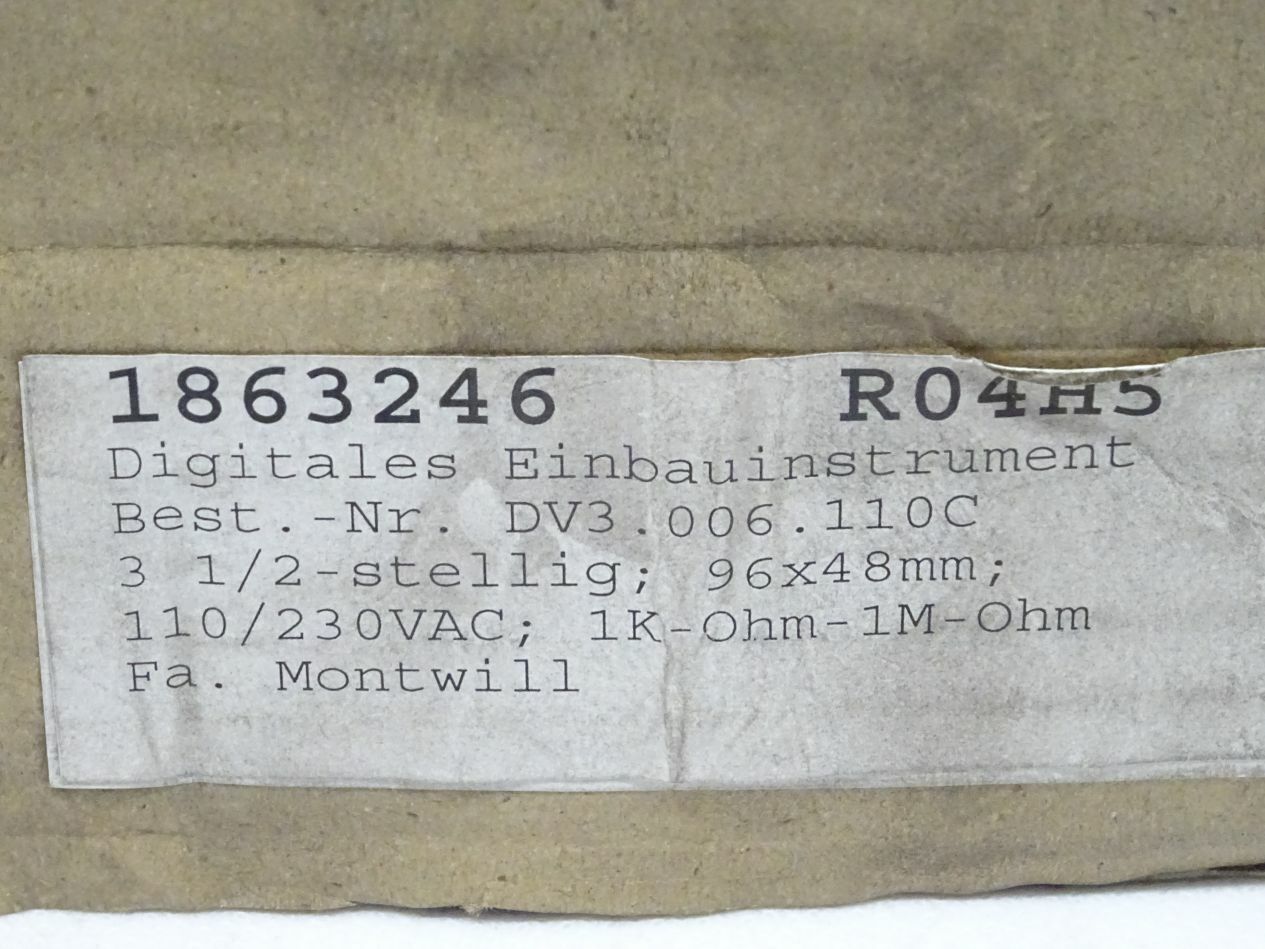 1863246 R04H5
Digitales Einbauinstrument
Best.-Nr. DV3.006.110C
3 1/2-stellig; 96x48mm;
110/230VAC; 1K-Ohm-1M-Ohm
Fa. Montwill